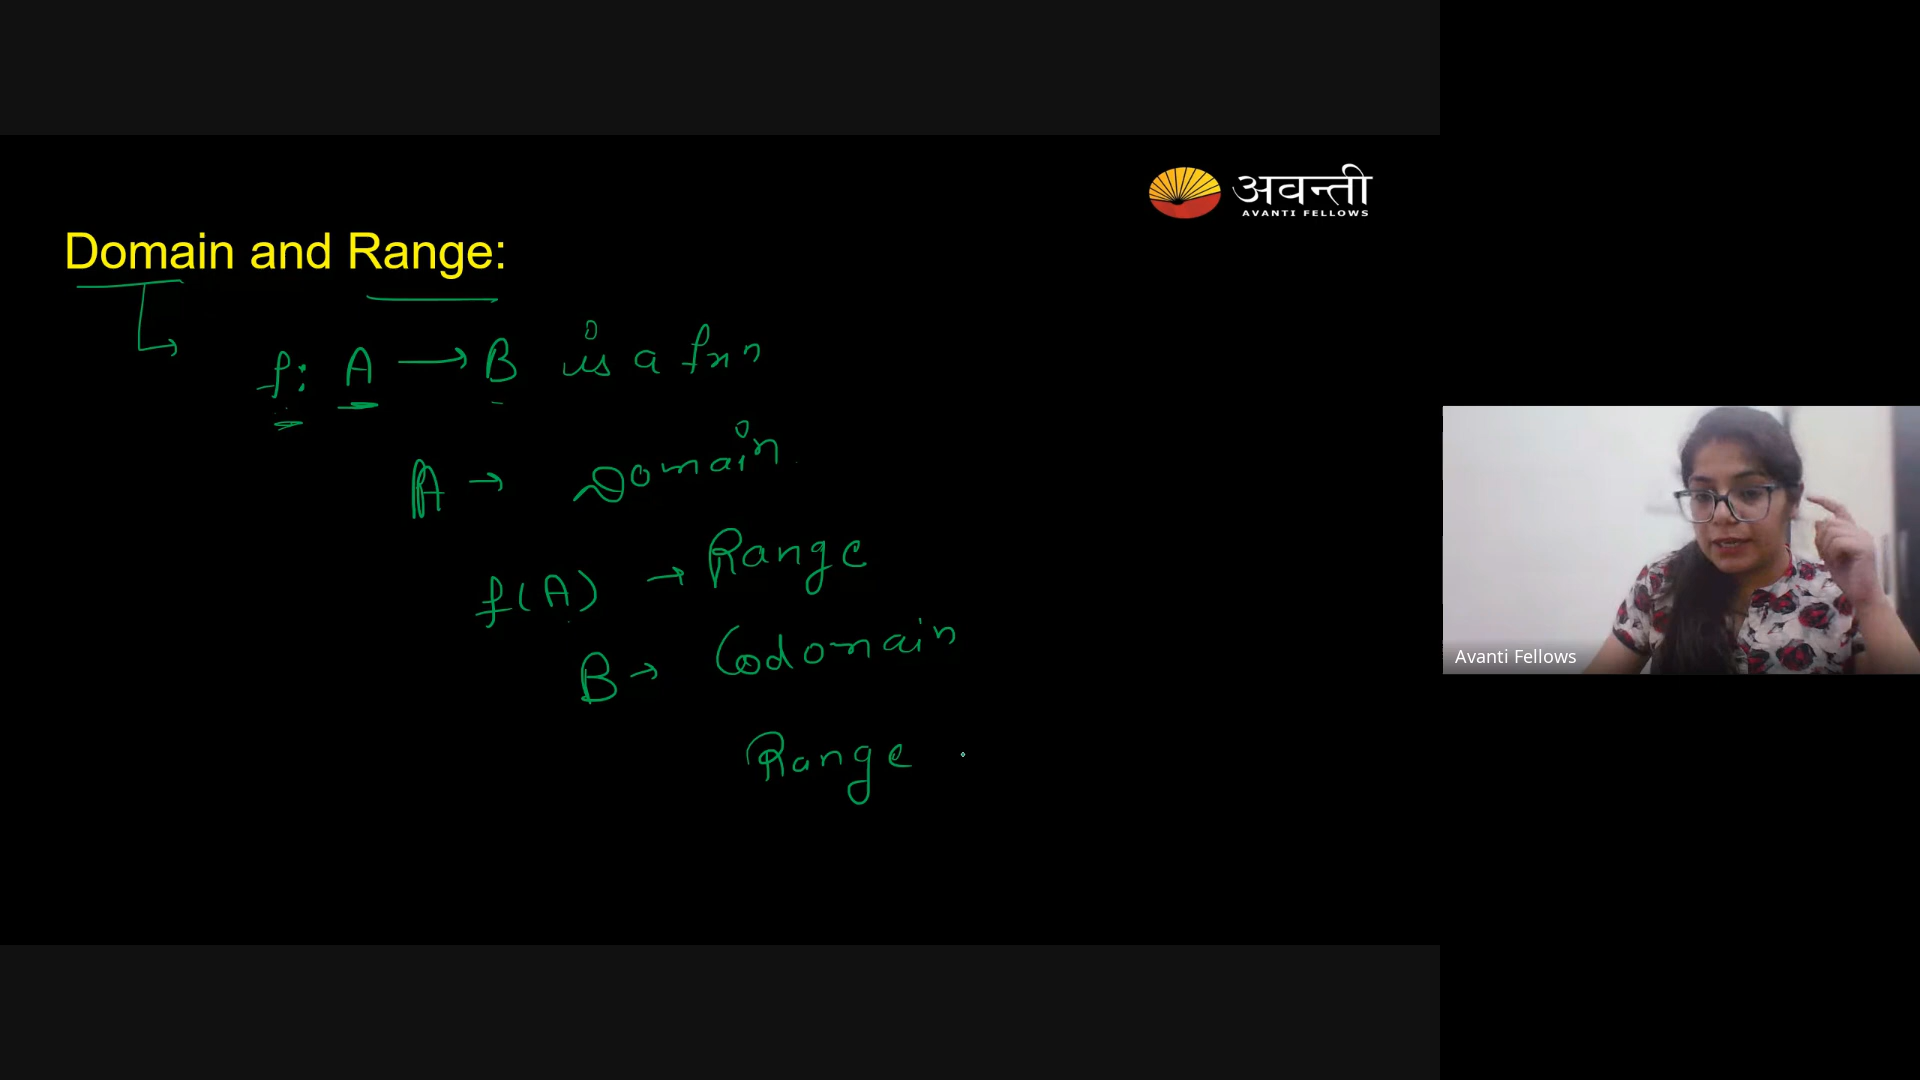 अवन्ती
AVANTI FELLOWS
Domain and Range:
f: A → B is a fxn
A → Domain
f(A) → Range
B → Codomain
Range
Avanti Fellows